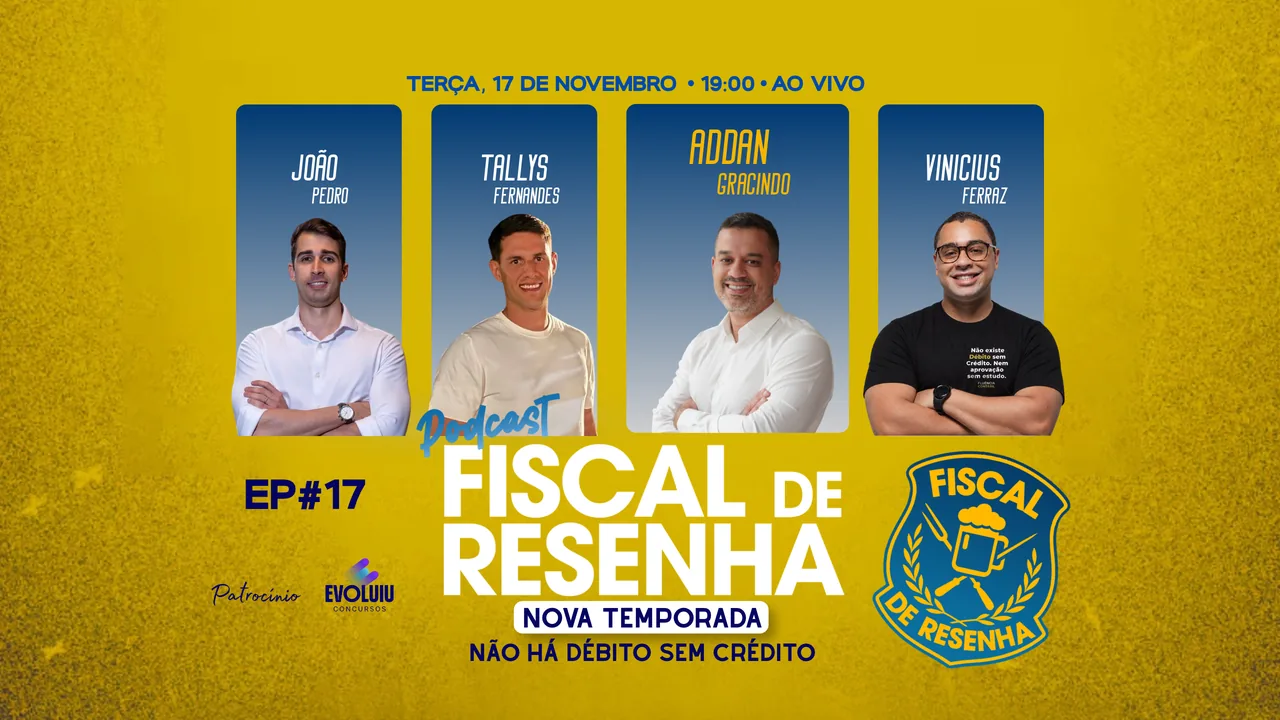 TERÇA, 17 DE NOVEMBRO • 19:00 • AO VIVO
JOÃO
PEDRO
TALLYS
FERNANDES
ADDAN
GRACINDO
VINICIUS
FERRAZ
Não existe
Débito sem
Crédito. Nem
aprovação
sem estudo.
FLUÊNCIA
CONTÁBIL
Podcast
FISCAL DE
RESENHA
EP#17
Patrocínio
EVOLUIU
CONCURSOS
NOVA TEMPORADA
NÃO HÁ DÉBITO SEM CRÉDITO
FISCAL
DE RESENHA